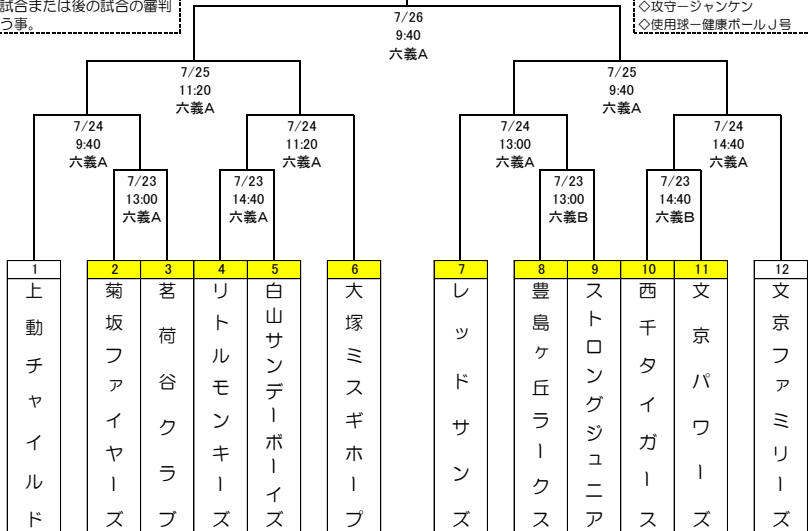 試合または後の試合の審判
う事。
◇攻守－ジャンケン
◇使用球－健康ボールＪ号
7/26
9:40
六義A
7/25
11:20
六義A
7/25
9:40
六義A
7/24
9:40
六義A
7/24
11:20
六義A
7/24
13:00
六義A
7/24
14:40
六義A
7/23
13:00
六義A
7/23
14:40
六義A
7/23
13:00
六義B
7/23
14:40
六義B
1
上動チャイルド
2
菊坂ファイヤーズ
3
茗荷谷クラブ
4
リトルモンキーズ
5
白山サンデーボーイズ
6
大塚ミスギホープ
7
レッドサンズ
8
豊島ヶ丘ラークス
9
ストロングジュニア
10
西千タイガース
11
文京パワーズ
12
文京ファミリーズ